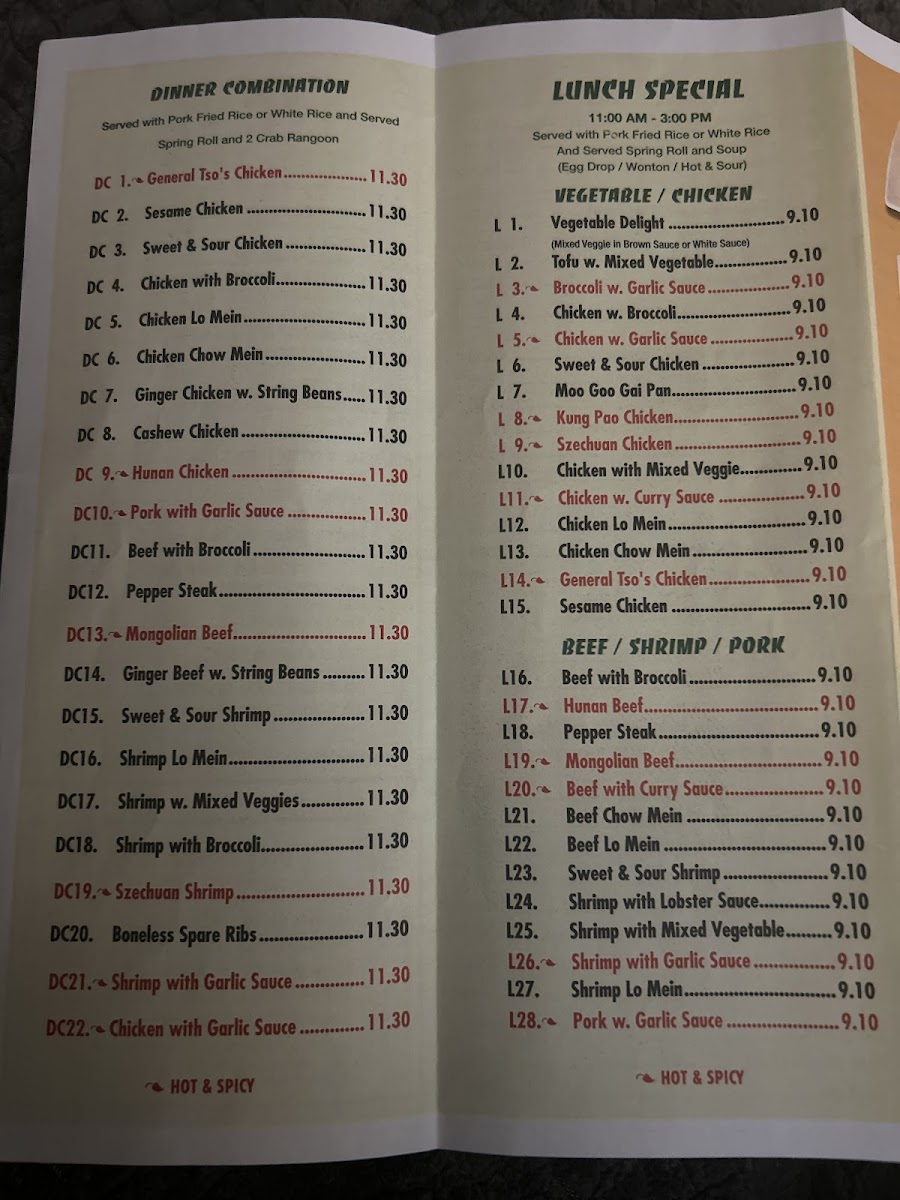 DINNER COMBINATION
Served with Pork Fried Rice or White Rice and Served
Spring Roll and 2 Crab Rangoon
DC 1. General Tso's Chicken 11.30
DC 2. Sesame Chicken 11.30
DC 3. Sweet & Sour Chicken 11.30
DC 4. Chicken with Broccoli 11.30
DC 5. Chicken Lo Mein 11.30
DC 6. Chicken Chow Mein 11.30
DC 7. Ginger Chicken w. String Beans 11.30
DC 8. Cashew Chicken 11.30
DC 9. Hunan Chicken 11.30
DC10. Pork with Garlic Sauce 11.30
DC11. Beef with Broccoli 11.30
DC12. Pepper Steak 11.30
DC13. Mongolian Beef 11.30
DC14. Ginger Beef w. String Beans 11.30
DC15. Sweet & Sour Shrimp 11.30
DC16. Shrimp Lo Mein 11.30
DC17. Shrimp w. Mixed Veggies 11.30
DC18. Shrimp with Broccoli 11.30
DC19. Szechuan Shrimp 11.30
DC20. Boneless Spare Ribs 11.30
DC21. Shrimp with Garlic Sauce 11.30
DC22. Chicken with Garlic Sauce 11.30
HOT & SPICY
LUNCH SPECIAL
11:00 AM - 3:00 PM
Served with Pork Fried Rice or White Rice
And Served Spring Roll and Soup
(Egg Drop / Wonton / Hot & Sour)
VEGETABLE / CHICKEN
L 1. Vegetable Delight 9.10
(Mixed Veggie in Brown Sauce or White Sauce)
L 2. Tofu w. Mixed Vegetable 9.10
L 3. Broccoli w. Garlic Sauce 9.10
L 4. Chicken w. Broccoli 9.10
L 5. Chicken w. Garlic Sauce 9.10
L 6. Sweet & Sour Chicken 9.10
L 7. Moo Goo Gai Pan 9.10
L 8. Kung Pao Chicken 9.10
L 9. Szechuan Chicken 9.10
L10. Chicken with Mixed Veggie 9.10
L11. Chicken w. Curry Sauce 9.10
L12. Chicken Lo Mein 9.10
L13. Chicken Chow Mein 9.10
L14. General Tso's Chicken 9.10
L15. Sesame Chicken 9.10
BEEF / SHRIMP / PORK
L16. Beef with Broccoli 9.10
L17. Hunan Beef 9.10
L18. Pepper Steak 9.10
L19. Mongolian Beef 9.10
L20. Beef with Curry Sauce 9.10
L21. Beef Chow Mein 9.10
L22. Beef Lo Mein 9.10
L23. Sweet & Sour Shrimp 9.10
L24. Shrimp with Lobster Sauce 9.10
L25. Shrimp with Mixed Vegetable 9.10
L26. Shrimp with Garlic Sauce 9.10
L27. Shrimp Lo Mein 9.10
L28. Pork w. Garlic Sauce 9.10
HOT & SPICY